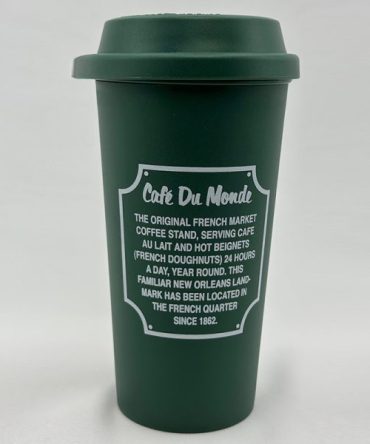 Café Du Monde
THE ORIGINAL FRENCH MARKET
COFFEE STAND, SERVING CAFE
AU LAIT AND HOT BEIGNETS
(FRENCH DOUGHNUTS) 24 HOURS
A DAY, YEAR ROUND. THIS
FAMILIAR NEW ORLEANS LAND-
MARK HAS BEEN LOCATED IN
THE FRENCH QUARTER
SINCE 1862.